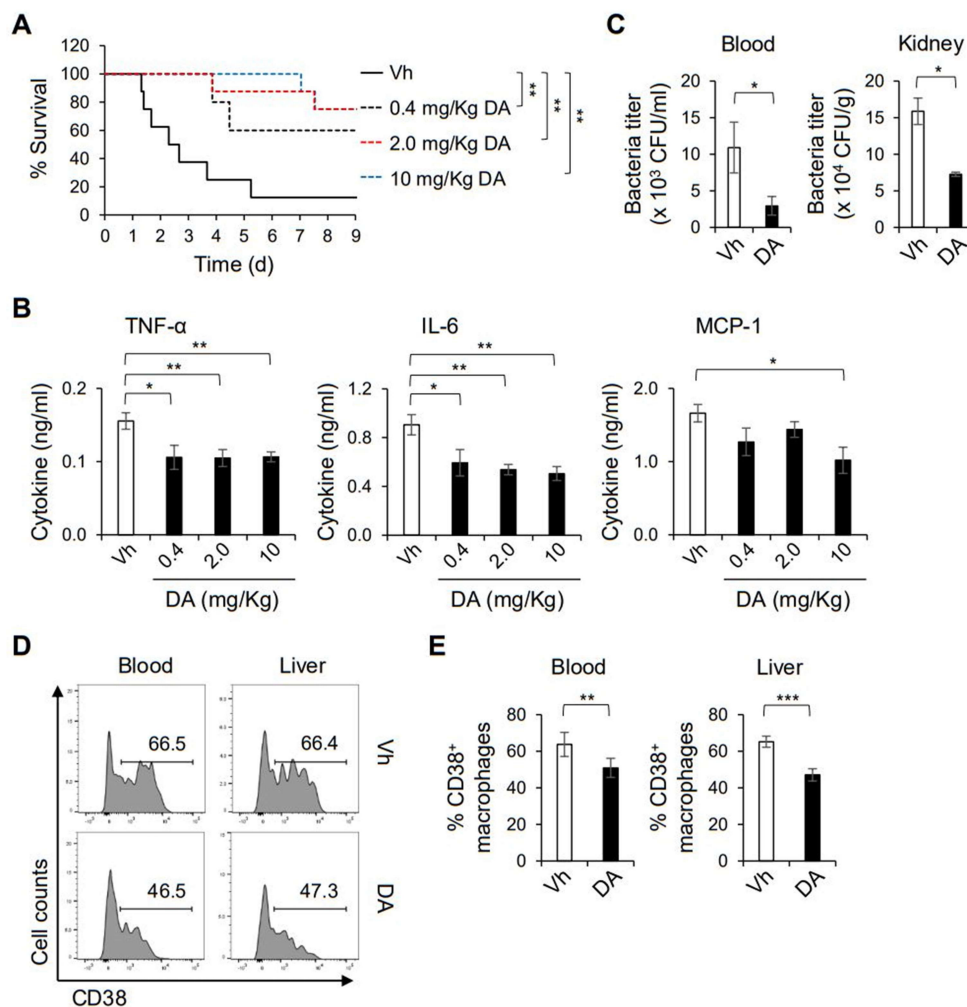 A
% Survival
120
100
80
60
40
20
0
0 1 2 3 4 5 6 7 8 9
Time (d)
Vh
0.4 mg/Kg DA
2.0 mg/Kg DA
10 mg/Kg DA
**
**
**
C
Blood
Bacteria titer
(x 10³ CFU/ml)
20
15
10
5
0
*
Vh DA
Kidney
Bacteria titer
(x 10⁴ CFU/g)
20
15
10
5
0
*
Vh DA
B
TNF-α
Cytokine (ng/ml)
0.2
0.1
0.0
**
**
*
Vh 0.4 2.0 10
DA (mg/Kg)
IL-6
Cytokine (ng/ml)
1.2
0.8
0.4
0.0
**
**
*
Vh 0.4 2.0 10
DA (mg/Kg)
MCP-1
Cytokine (ng/ml)
2.0
1.0
0.0
*
Vh 0.4 2.0 10
DA (mg/Kg)
D
Blood Liver
66.5 66.4 Vh
46.5 47.3 DA
Cell counts
CD38
E
Blood
% CD38⁺
macrophages
80
60
40
20
0
**
Vh DA
Liver
% CD38⁺
macrophages
80
60
40
20
0
***
Vh DA